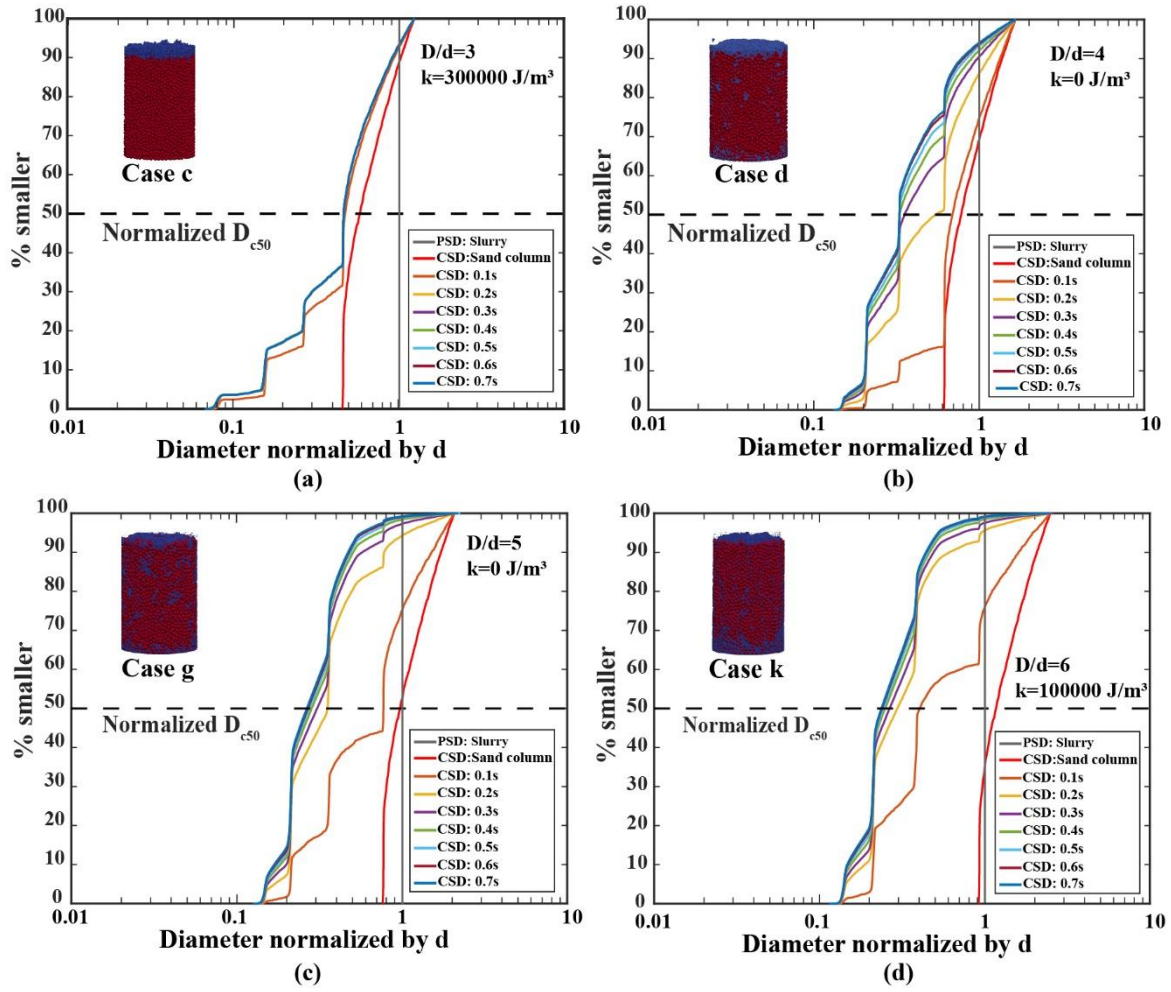 100
90
80
70
60
50
40
30
20
10
0
% smaller
Case c
D/d=3
k=300000 J/m³
Normalized Dc50
PSD: Slurry
CSD:Sand column
CSD: 0.1s
CSD: 0.2s
CSD: 0.3s
CSD: 0.4s
CSD: 0.5s
CSD: 0.6s
CSD: 0.7s
0.01 0.1 1 10
Diameter normalized by d
(a)
100
90
80
70
60
50
40
30
20
10
0
% smaller
Case d
D/d=4
k=0 J/m³
Normalized Dc50
PSD: Slurry
CSD:Sand column
CSD: 0.1s
CSD: 0.2s
CSD: 0.3s
CSD: 0.4s
CSD: 0.5s
CSD: 0.6s
CSD: 0.7s
0.01 0.1 1 10
Diameter normalized by d
(b)
100
90
80
70
60
50
40
30
20
10
0
% smaller
Case g
D/d=5
k=0 J/m³
Normalized Dc50
PSD: Slurry
CSD:Sand column
CSD: 0.1s
CSD: 0.2s
CSD: 0.3s
CSD: 0.4s
CSD: 0.5s
CSD: 0.6s
CSD: 0.7s
0.01 0.1 1 10
Diameter normalized by d
(c)
100
90
80
70
60
50
40
30
20
10
0
% smaller
Case k
D/d=6
k=100000 J/m³
Normalized Dc50
PSD: Slurry
CSD:Sand column
CSD: 0.1s
CSD: 0.2s
CSD: 0.3s
CSD: 0.4s
CSD: 0.5s
CSD: 0.6s
CSD: 0.7s
0.01 0.1 1 10
Diameter normalized by d
(d)